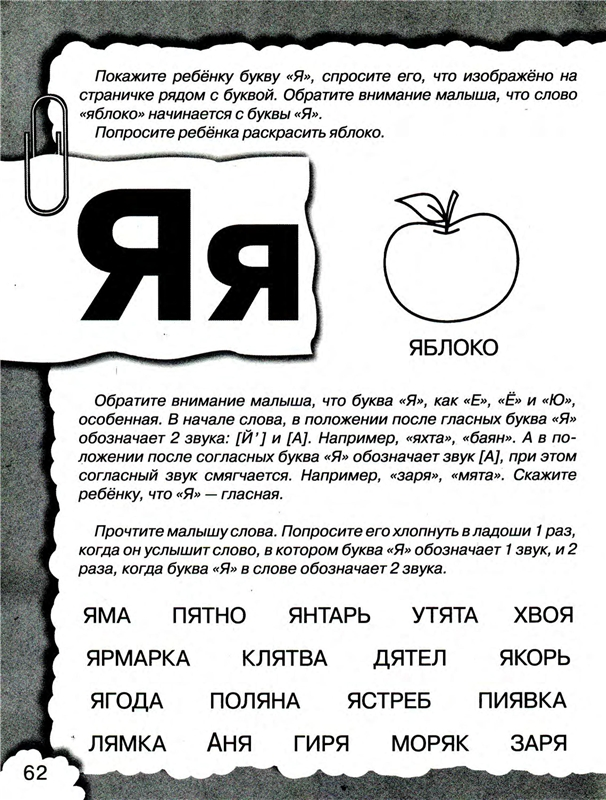 Покажите ребёнку букву «Я», спросите его, что изображёно на
страничке рядом с буквой. Обратите внимание малыша, что слово
«яблоко» начинается с буквы «Я».
Попросите ребёнка раскрасить яблоко.
Яя
ЯБЛОКО
Обратите внимание малыша, что буква «Я», как «Е», «Ё» и «Ю»,
особенная. В начале слова, в положении после гласных буква «Я»
обозначает 2 звука: [Й'] и [А]. Например, «яхта», «баян». А в по-
ложении после согласных буква «Я» обозначает звук [А], при этом
согласный звук смягчается. Например, «заря», «мята». Скажите
ребёнку, что «Я» — гласная.
Прочтите малышу слова. Попросите его хлопнуть в ладоши 1 раз,
когда он услышит слово, в котором буква «Я» обозначает 1 звук, и 2
раза, когда буква «Я» в слове обозначает 2 звука.
ЯМА ПЯТНО ЯНТАРЬ УТЯТА ХВОЯ
ЯРМАРКА КЛЯТВА ДЯТЕЛ ЯКОРЬ
ЯГОДА ПОЛЯНА ЯСТРЕБ ПИЯВКА
ЛЯМКА АНЯ ГИРЯ МОРЯК ЗАРЯ
62